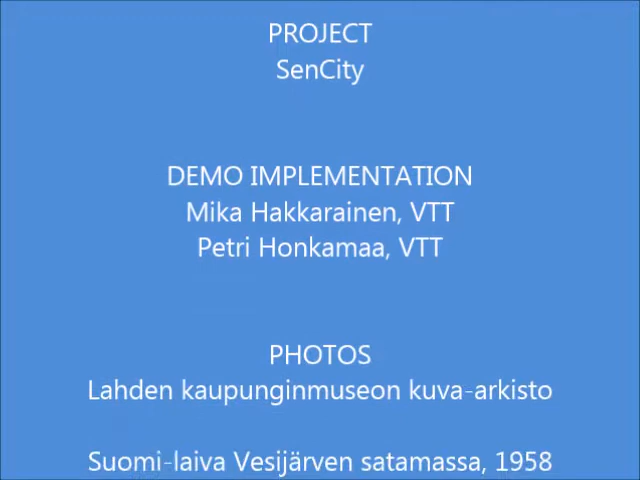 PROJECT
SenCity
DEMO IMPLEMENTATION
Mika Hakkarainen, VTT
Petri Honkamaa, VTT
PHOTOS
Lahden kaupunginmuseon kuva-arkisto
Suomi-laiva Vesijärven satamassa, 1958